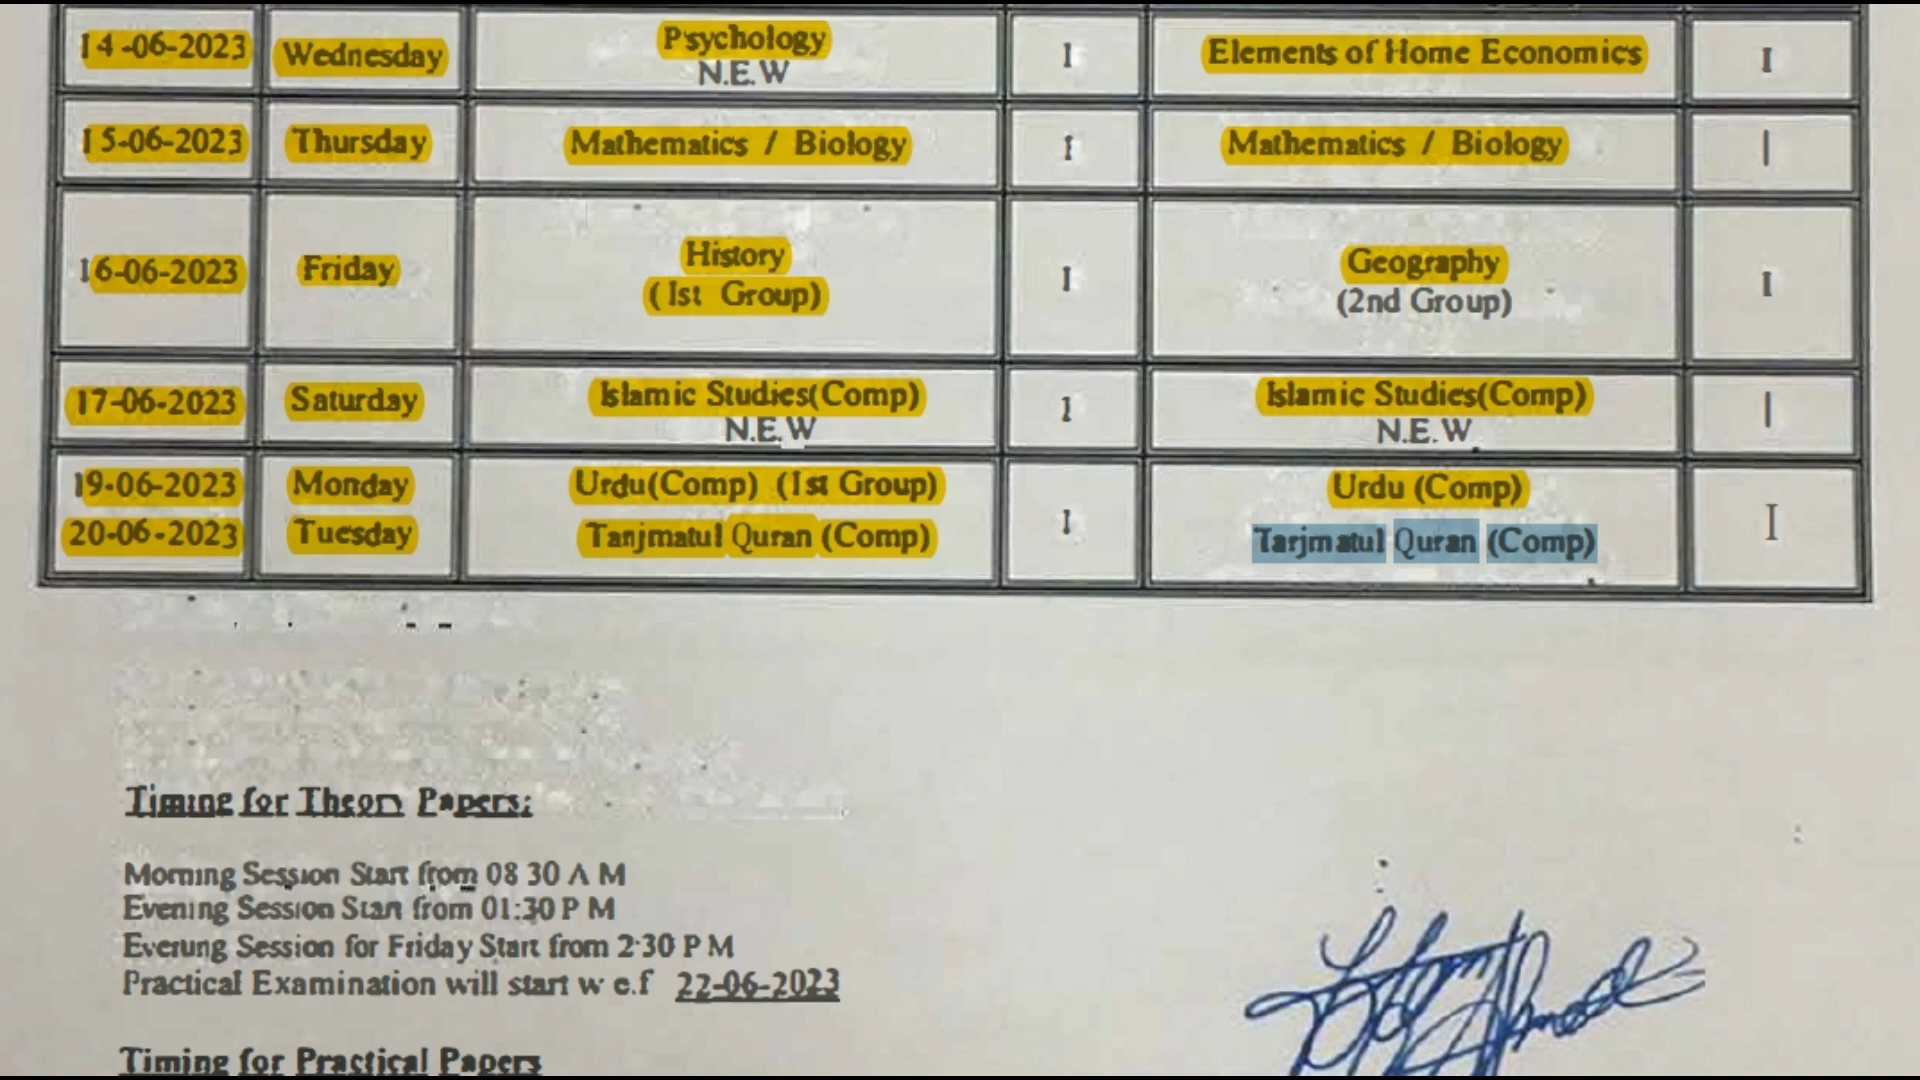 14-06-2023 Wednesday Psychology I Elements of Home Economics I
N.E.W
15-06-2023 Thursday Mathematics / Biology I Mathematics / Biology I
16-06-2023 Friday History I Geography I
(1st Group) (2nd Group)
17-06-2023 Saturday Islamic Studies(Comp) I Islamic Studies(Comp) I
N.E.W N.E.W
19-06-2023 Monday Urdu(Comp) (1st Group) I Urdu (Comp) I
20-06-2023 Tuesday Tarjmatul Quran (Comp) Tarjmatul Quran (Comp)
Timing for Theory Papers:
Morning Session Start from 08 30 A M
Evening Session Start from 01:30 P M
Evening Session for Friday Start from 2:30 P M
Practical Examination will start w e.f 22-06-2023
Timing for Practical Papers